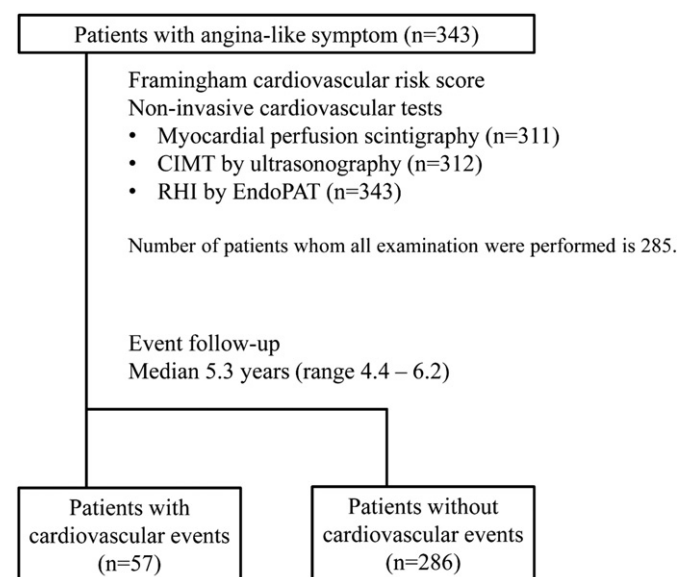 Patients with angina-like symptom (n=343)
Framingham cardiovascular risk score
Non-invasive cardiovascular tests
• Myocardial perfusion scintigraphy (n=311)
• CIMT by ultrasonography (n=312)
• RHI by EndoPAT (n=343)
Number of patients whom all examination were performed is 285.
Event follow-up
Median 5.3 years (range 4.4 – 6.2)
Patients with
cardiovascular events
(n=57)
Patients without
cardiovascular events
(n=286)